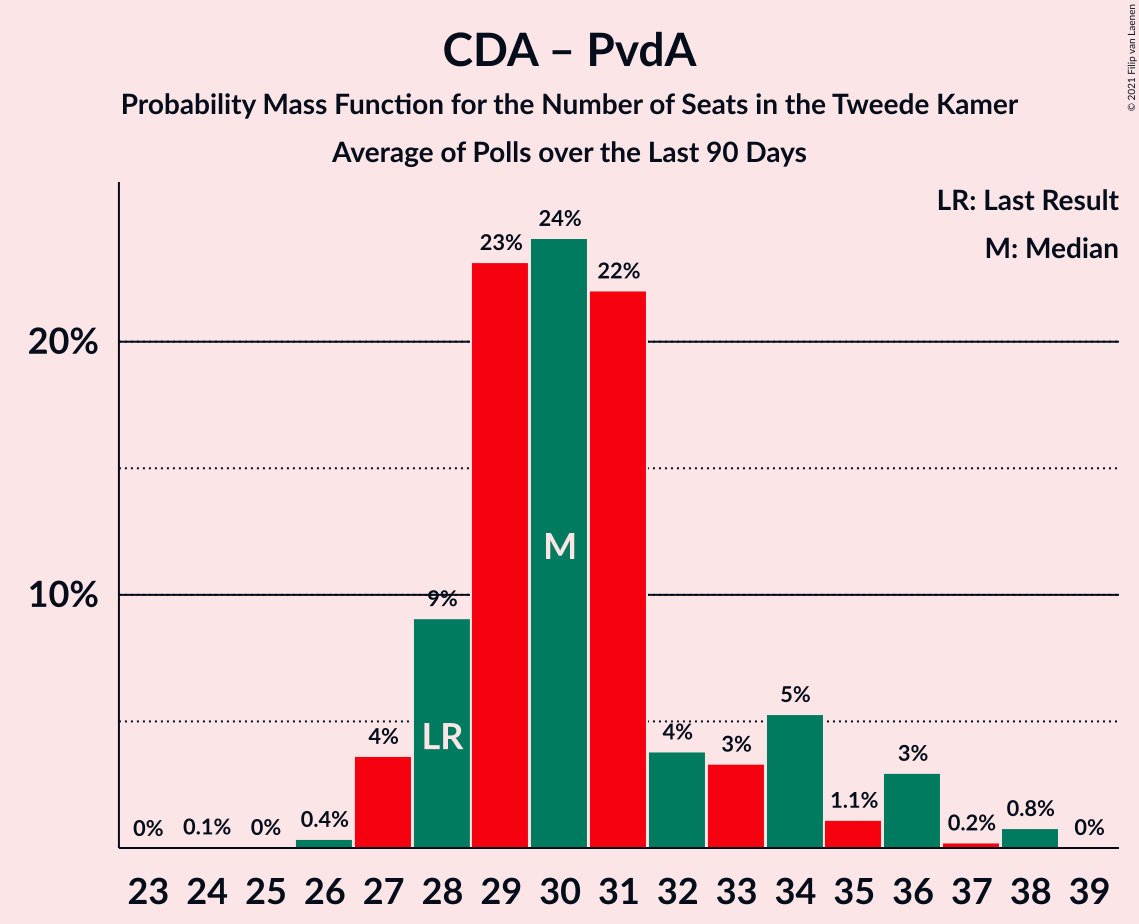 CDA – PvdA
Probability Mass Function for the Number of Seats in the Tweede Kamer
Average of Polls over the Last 90 Days
© 2021 Filip van Laenen
LR: Last Result
M: Median
20%
10%
0%
0.1%
0%
0.4%
4%
9%
23%
24%
22%
4%
3%
5%
1.1%
3%
0.2%
0.8%
0%
LR
M
23 24 25 26 27 28 29 30 31 32 33 34 35 36 37 38 39